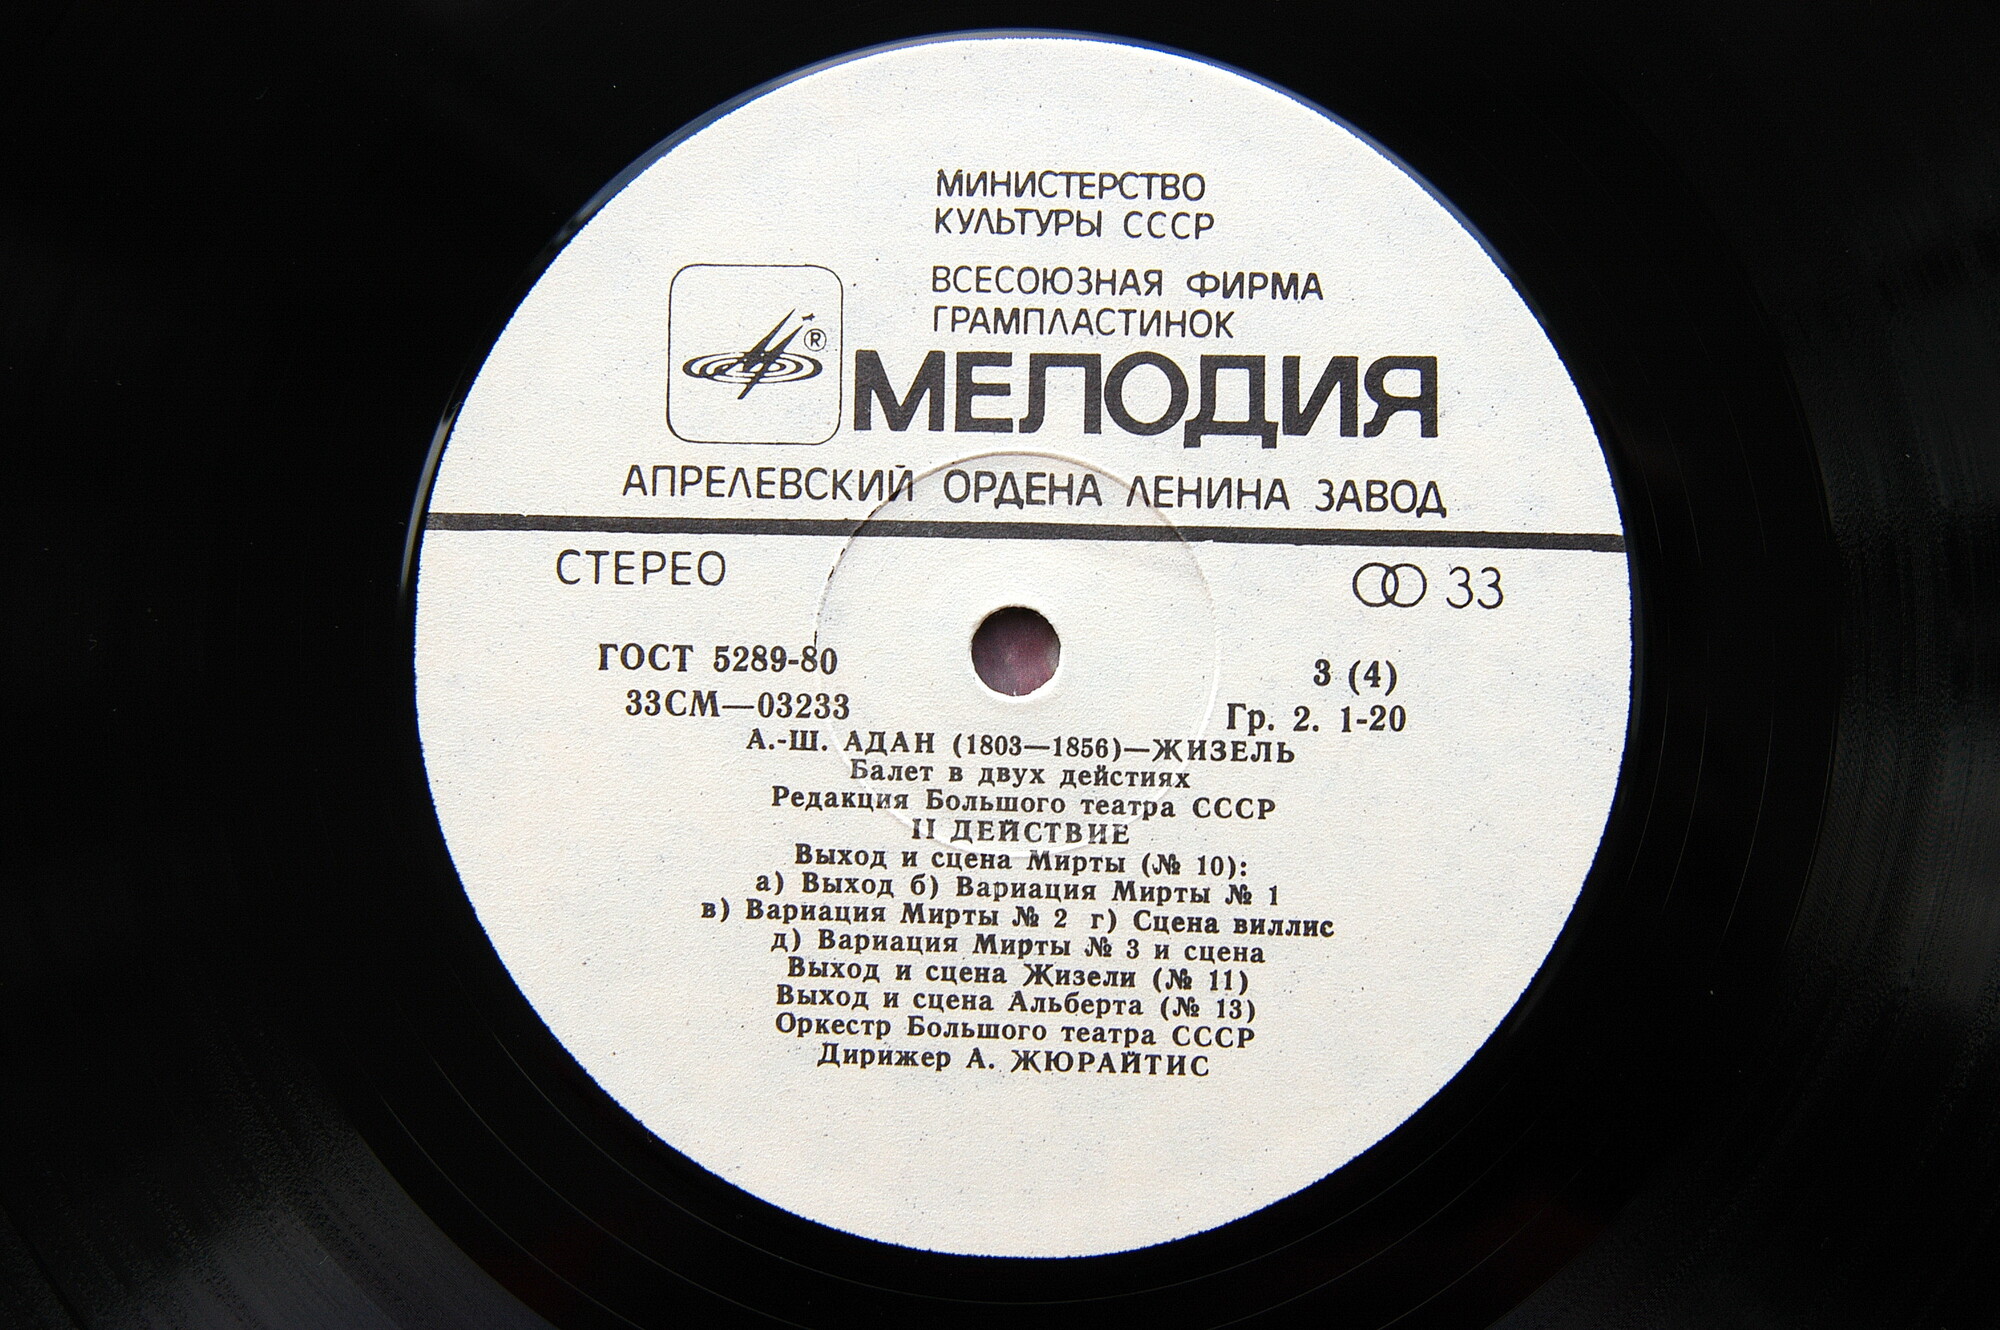 МИНИСТЕРСТВО
КУЛЬТУРЫ СССР
ВСЕСОЮЗНАЯ ФИРМА
ГРАМПЛАСТИНОК
®
МЕЛОДИЯ
АПРЕЛЕВСКИЙ ОРДЕНА ЛЕНИНА ЗАВОД
СТЕРЕО
33
ГОСТ 5289-80
3 (4)
33СМ—03233
Гр. 2. 1-20
А.-Ш. АДАН (1803—1856)—ЖИЗЕЛЬ
Балет в двух действиях
Редакция Большого театра СССР
II ДЕЙСТВИЕ
Выход и сцена Мирты (№ 10):
а) Выход б) Вариация Мирты № 1
в) Вариация Мирты № 2 г) Сцена виллис
д) Вариация Мирты № 3 и сцена
Выход и сцена Жизели (№ 11)
Выход и сцена Альберта (№ 13)
Оркестр Большого театра СССР
Дирижер А. ЖЮРАЙТИС